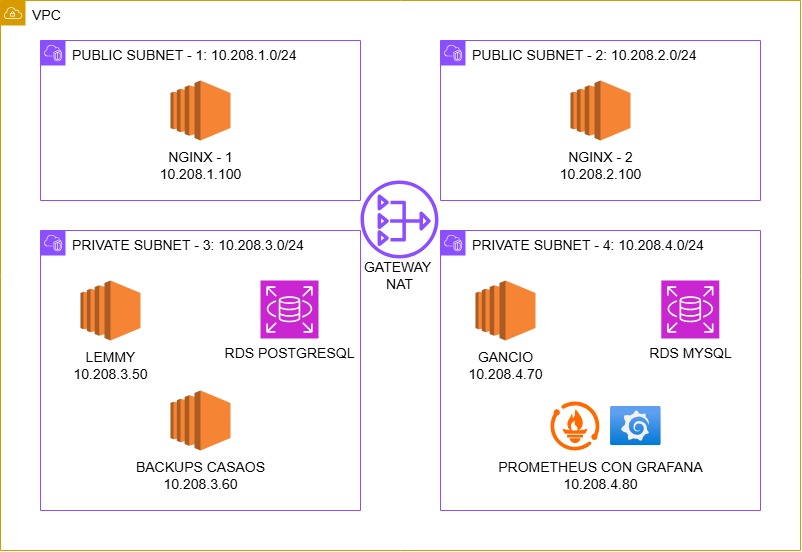 VPC
PUBLIC SUBNET - 1: 10.208.1.0/24
NGINX - 1
10.208.1.100
PUBLIC SUBNET - 2: 10.208.2.0/24
NGINX - 2
10.208.2.100
GATEWAY
NAT
PRIVATE SUBNET - 3: 10.208.3.0/24
LEMMY
10.208.3.50
RDS POSTGRESQL
BACKUPS CASAOS
10.208.3.60
PRIVATE SUBNET - 4: 10.208.4.0/24
GANCIO
10.208.4.70
RDS MYSQL
PROMETHEUS CON GRAFANA
10.208.4.80